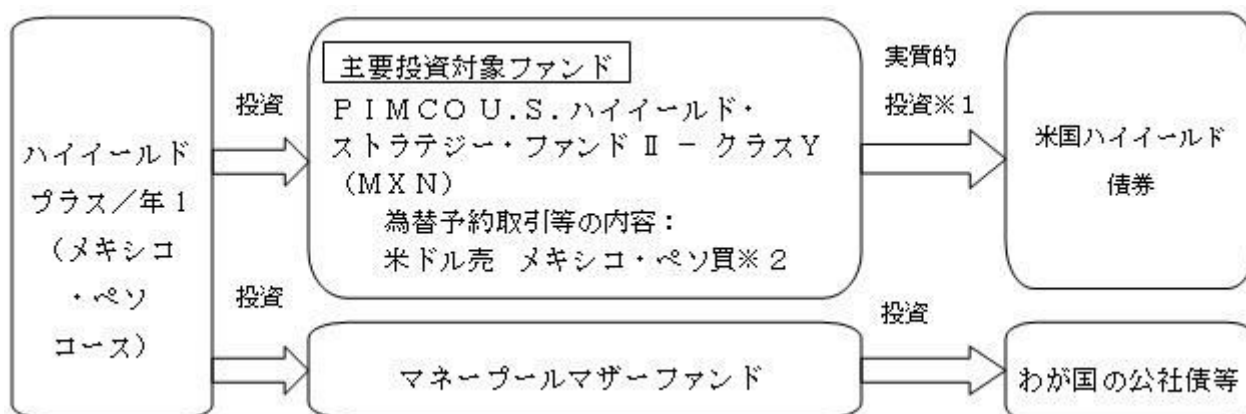 ハイイールド
プラス／年１
（メキシコ
・ペソ
コース）
投資
投資
主要投資対象ファンド
ＰＩＭＣＯ Ｕ.Ｓ.ハイイールド・
ストラテジー・ファンド Ⅱ － クラスＹ
（ＭＸＮ）
為替予約取引等の内容：
米ドル売　メキシコ・ペソ買※２
マネープールマザーファンド
実質的
投資※１
投資
米国ハイイールド
債券
わが国の公社債等